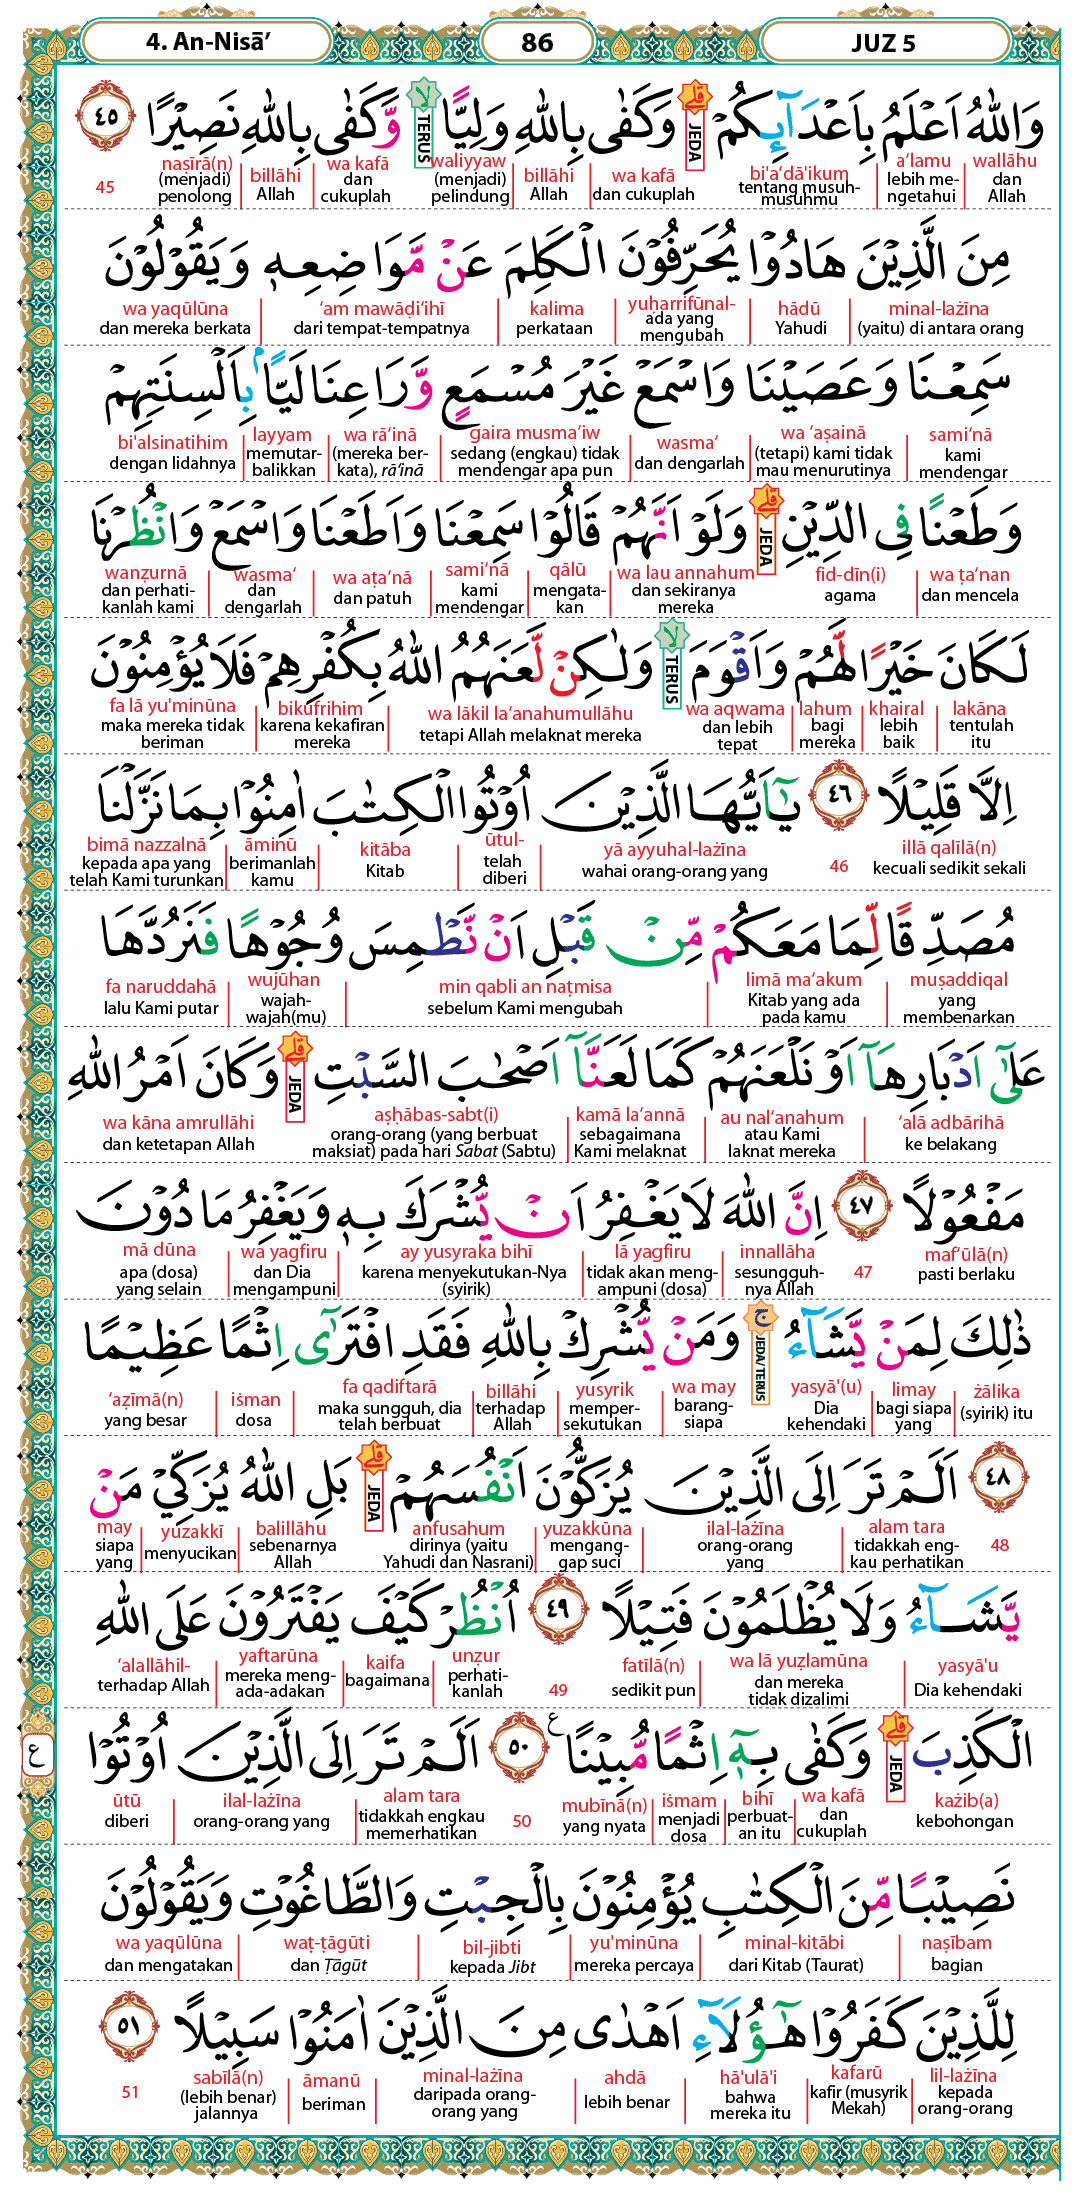 4. An-Nisā’ 86 JUZ 5
وَاللّٰهُ اَعْلَمُ بِاَعْدَاۤىِٕكُمْ ۗ وَكَفٰى بِاللّٰهِ وَلِيًّا ۙ وَّكَفٰى بِاللّٰهِ نَصِيْرًا ٤٥
wallāhu a‘lamu bi'a‘dā'ikum JEDA wa kafā billāhi waliyyaw TERUS wa kafā billāhi naṣīrā(n)
dan Allah lebih mengetahui tentang musuh-musuhmu dan cukuplah Allah (menjadi) pelindung dan cukuplah Allah (menjadi) penolong 45
مِنَ الَّذِيْنَ هَادُوْا يُحَرِّفُوْنَ الْكَلِمَ عَنْ مَّوَاضِعِهٖ وَيَقُوْلُوْنَ
minal-lażīna hādū yuḥarrifūnal- kalima ‘am mawāḍi‘ihī wa yaqūlūna
(yaitu) di antara orang Yahudi ada yang mengubah perkataan dari tempat-tempatnya dan mereka berkata
سَمِعْنَا وَعَصَيْنَا وَاسْمَعْ غَيْرَ مُسْمَعٍ وَّرَاعِنَا لَيًّاۢ بِاَلْسِنَتِهِمْ
sami‘nā wa ‘aṣainā wasma‘ gaira musma‘iw wa rā‘inā layyam bi'alsinatihim
kami mendengar (tetapi) kami tidak mau menurutinya dan dengarlah sedang (engkau) tidak mendengar apa pun (mereka berkata), rā‘inā memutarbalikkan dengan lidahnya
وَطَعْنًا فِى الدِّيْنِ ۗ وَلَوْ اَنَّهُمْ قَالُوْا سَمِعْنَا وَاَطَعْنَا وَاسْمَعْ وَانْظُرْنَا
wa ṭa‘nan fid-dīn(i) JEDA wa lau annahum qālū sami‘nā wa aṭa‘nā wasma‘ wanẓurnā
dan mencela agama dan sekiranya mereka mengatakan kami mendengar dan patuh dan dengarlah dan perhatikanlah kami
لَكَانَ خَيْرًا لَّهُمْ وَاَقْوَمَ ۙ وَلٰكِنْ لَّعَنَهُمُ اللّٰهُ بِكُفْرِهِمْ فَلَا يُؤْمِنُوْنَ
lakāna khairal lahum wa aqwama TERUS wa lākil la‘anahumullāhu bikufrihim fa lā yu'minūna
tentulah itu lebih baik bagi mereka dan lebih tepat tetapi Allah melaknat mereka karena kekafiran mereka maka mereka tidak beriman
اِلَّا قَلِيْلًا ٤٦ يٰٓاَيُّهَا الَّذِيْنَ اُوْتُوا الْكِتٰبَ اٰمِنُوْا بِمَا نَزَّلْنَا
illā qalīlā(n) yā ayyuhal-lażīna ūtul- kitāba āminū bimā nazzalnā
kecuali sedikit sekali 46 wahai orang-orang yang telah diberi Kitab berimanlah kamu kepada apa yang telah Kami turunkan
مُصَدِّقًا لِّمَا مَعَكُمْ مِّنْ قَبْلِ اَنْ نَّطْمِسَ وُجُوْهًا فَنَرُدَّهَا
muṣaddiqal limā ma‘akum min qabli an naṭmisa wujūhan fa naruddahā
yang membenarkan Kitab yang ada pada kamu sebelum Kami mengubah wajah-wajah(mu) lalu Kami putar
عَلٰٓى اَدْبَارِهَآ اَوْ نَلْعَنَهُمْ كَمَا لَعَنَّآ اَصْحٰبَ السَّبْتِ ۗ وَكَانَ اَمْرُ اللّٰهِ
‘alā adbārihā au nal‘anahum kamā la‘annā aṣḥābas-sabt(i) JEDA wa kāna amrullāhi
ke belakang atau Kami laknat mereka sebagaimana Kami melaknat orang-orang (yang berbuat maksiat) pada hari Sabat (Sabtu) dan ketetapan Allah
مَفْعُوْلًا ٤٧ اِنَّ اللّٰهَ لَا يَغْفِرُ اَنْ يُّشْرَكَ بِهٖ وَيَغْفِرُ مَا دُوْنَ
maf‘ūlā(n) innallāha lā yagfiru ay yusyraka bihī wa yagfiru mā dūna
pasti berlaku 47 sesungguhnya Allah tidak akan mengampuni (dosa) karena menyekutukan-Nya (syirik) dan Dia mengampuni apa (dosa) yang selain
ذٰلِكَ لِمَنْ يَّشَاۤءُ ۚ وَمَنْ يُّشْرِكْ بِاللّٰهِ فَقَدِ افْتَرٰٓى اِثْمًا عَظِيْمًا
żālika limay yasyā'(u) JEDA/TERUS wa may yusyrik billāhi fa qadiftarā iṡman ‘aẓīmā(n)
(syirik) itu bagi siapa yang Dia kehendaki barangsiapa mempersekutukan terhadap Allah maka sungguh, dia telah berbuat dosa yang besar
٤٨ اَلَمْ تَرَ اِلَى الَّذِيْنَ يُزَكُّوْنَ اَنْفُسَهُمْ ۗ بَلِ اللّٰهُ يُزَكِّيْ مَنْ
alam tara ilal-lażīna yuzakkūna anfusahum JEDA balillāhu yuzakkī may
48 tidakkah engkau perhatikan orang-orang yang menganggap suci dirinya (yaitu Yahudi dan Nasrani) sebenarnya Allah menyucikan siapa yang
يَّشَاۤءُ وَلَا يُظْلَمُوْنَ فَتِيْلًا ٤٩ اُنْظُرْ كَيْفَ يَفْتَرُوْنَ عَلَى اللّٰهِ
yasyā'u wa lā yuẓlamūna fatīlā(n) unẓur kaifa yaftarūna ‘alallāhil-
Dia kehendaki dan mereka tidak dizalimi sedikit pun 49 perhatikanlah bagaimana mereka mengada-adakan terhadap Allah
الْكَذِبَ ۗ وَكَفٰى بِهٖٓ اِثْمًا مُّبِيْنًا ٥٠ ع اَلَمْ تَرَ اِلَى الَّذِيْنَ اُوْتُوْا ع
każib(a) JEDA wa kafā bihī iṡmam mubīnā(n) alam tara ilal-lażīna ūtū
kebohongan dan cukuplah perbuatan itu menjadi dosa yang nyata 50 tidakkah engkau memerhatikan orang-orang yang diberi
نَصِيْبًا مِّنَ الْكِتٰبِ يُؤْمِنُوْنَ بِالْجِبْتِ وَالطَّاغُوْتِ وَيَقُوْلُوْنَ
naṣībam minal-kitābi yu'minūna bil-jibti waṭ-ṭāgūti wa yaqūlūna
bagian dari Kitab (Taurat) mereka percaya kepada Jibt dan Ṭāgūt dan mengatakan
لِلَّذِيْنَ كَفَرُوْا هٰٓؤُلَاۤءِ اَهْدٰى مِنَ الَّذِيْنَ اٰمَنُوْا سَبِيْلًا ٥١
lil-lażīna kafarū hā'ulā'i ahdā minal-lażīna āmanū sabīlā(n)
kepada orang-orang kafir (musyrik Mekah) bahwa mereka itu lebih benar daripada orang-orang yang beriman (lebih benar) jalannya 51